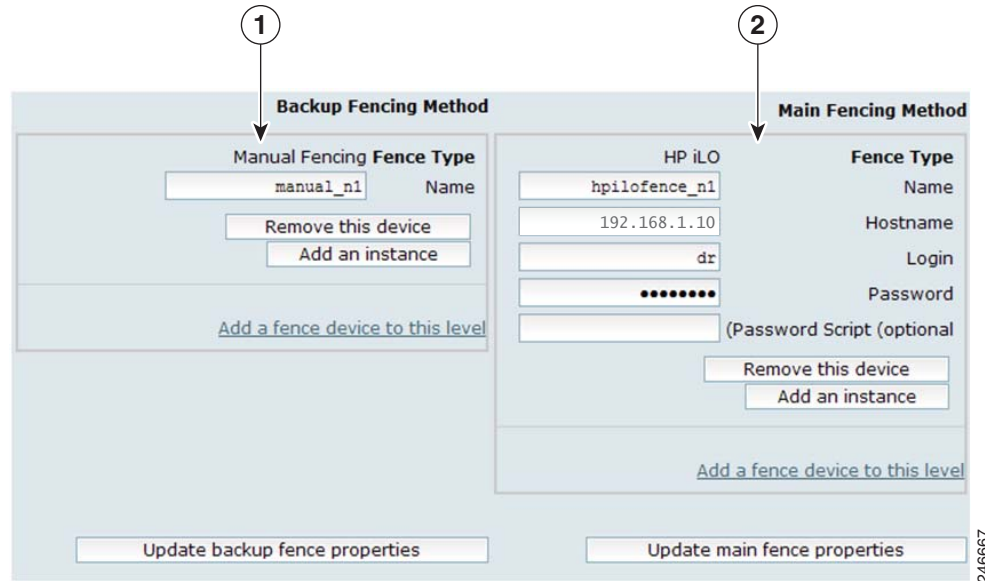 1
2
Backup Fencing Method
Manual Fencing Fence Type
manual_n1 Name
Remove this device
Add an instance
Add a fence device to this level
Update backup fence properties
Main Fencing Method
HP iLO Fence Type
hpilofence_n1 Name
192.168.1.10 Hostname
dr Login
•••••••• Password
(Password Script (optional
Remove this device
Add an instance
Add a fence device to this level
Update main fence properties
246667